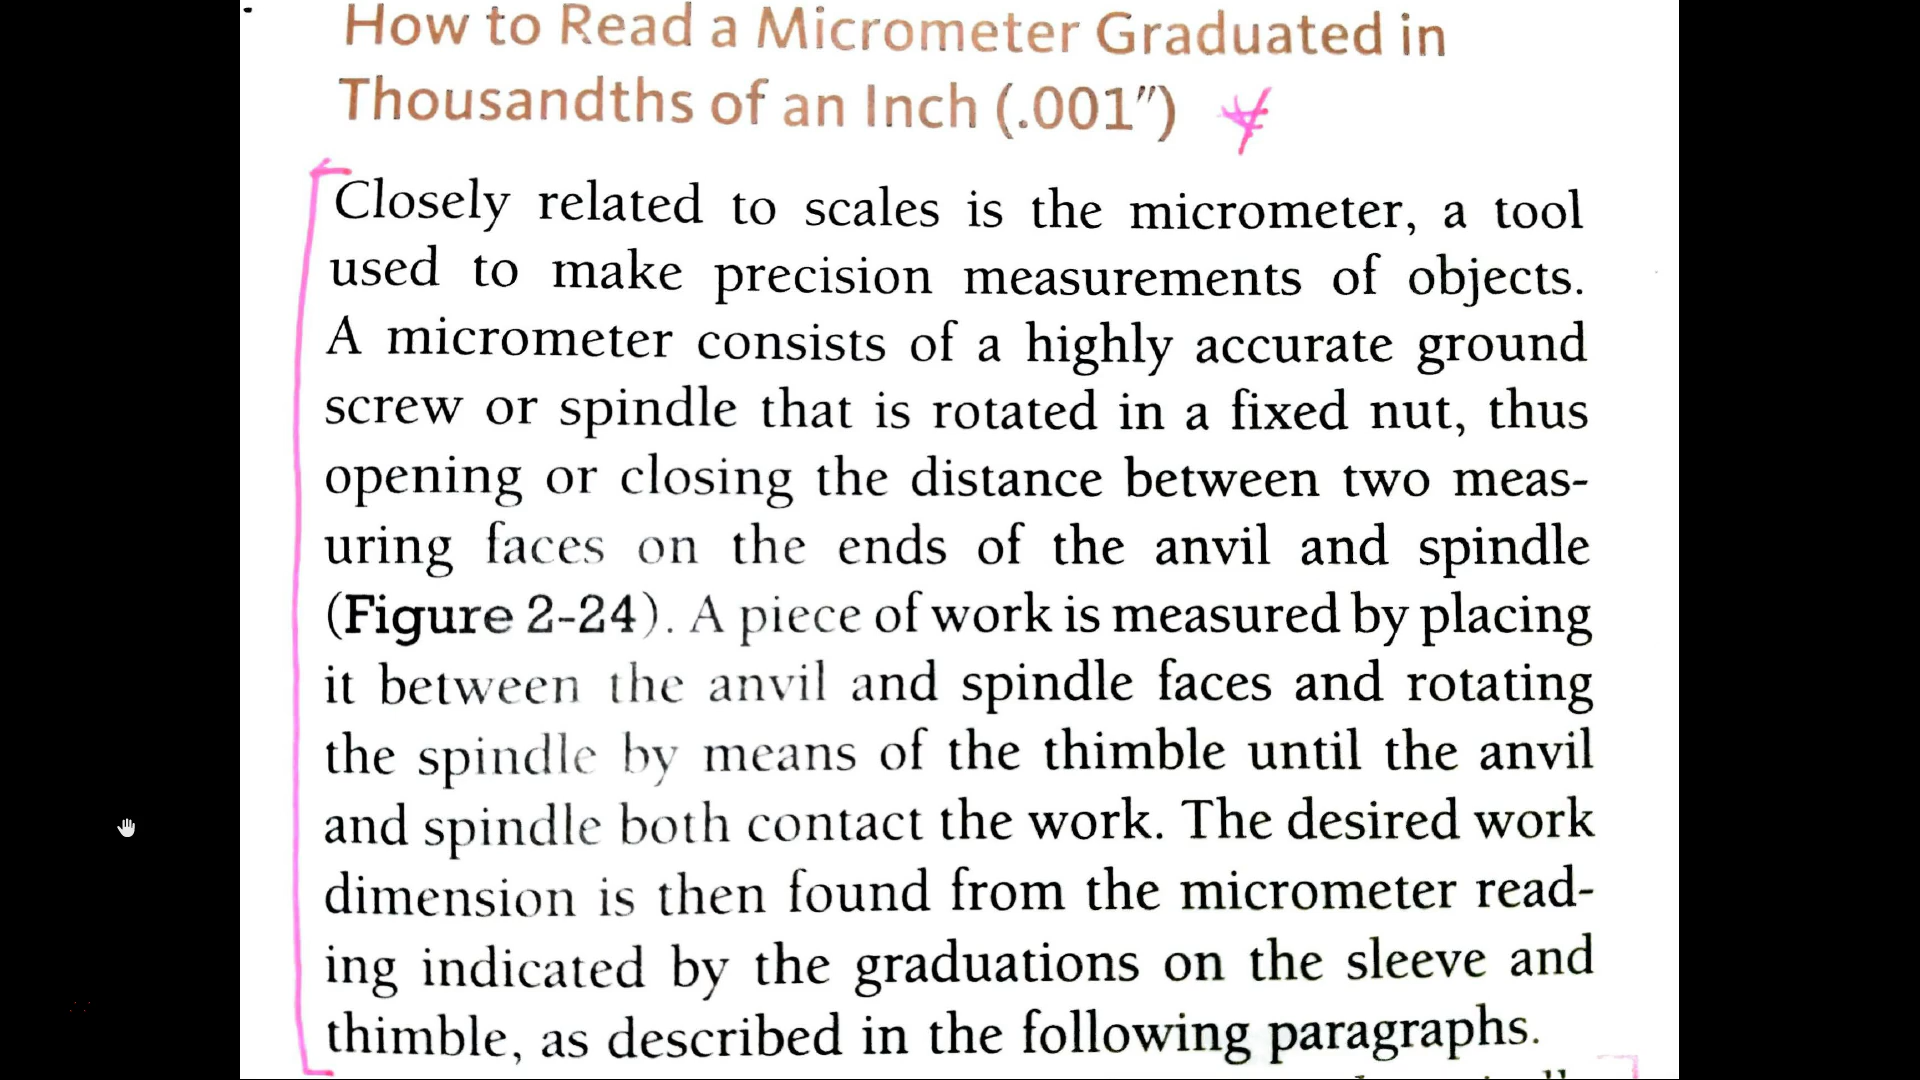 How to Read a Micrometer Graduated in
Thousandths of an Inch (.001″)
Closely related to scales is the micrometer, a tool
used to make precision measurements of objects.
A micrometer consists of a highly accurate ground
screw or spindle that is rotated in a fixed nut, thus
opening or closing the distance between two meas-
uring faces on the ends of the anvil and spindle
(Figure 2-24). A piece of work is measured by placing
it between the anvil and spindle faces and rotating
the spindle by means of the thimble until the anvil
and spindle both contact the work. The desired work
dimension is then found from the micrometer read-
ing indicated by the graduations on the sleeve and
thimble, as described in the following paragraphs.